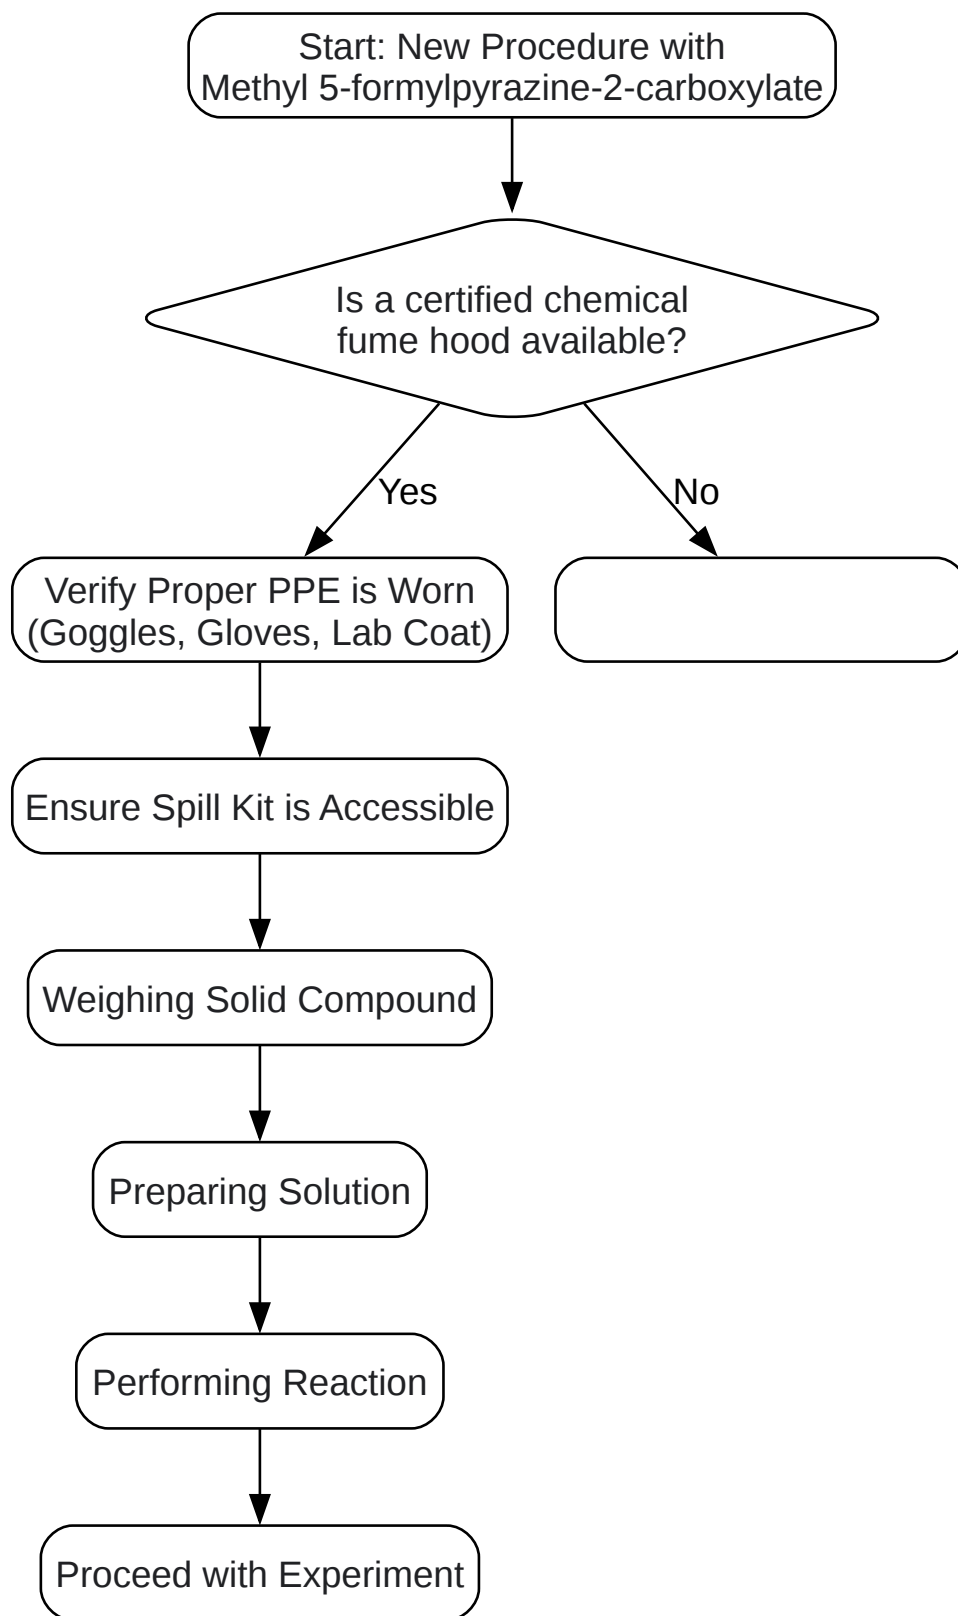 Start: New Procedure with
Methyl 5-formylpyrazine-2-carboxylate
Is a certified chemical
fume hood available?
Yes
No
Verify Proper PPE is Worn
(Goggles, Gloves, Lab Coat)
Ensure Spill Kit is Accessible
Weighing Solid Compound
Preparing Solution
Performing Reaction
Proceed with Experiment